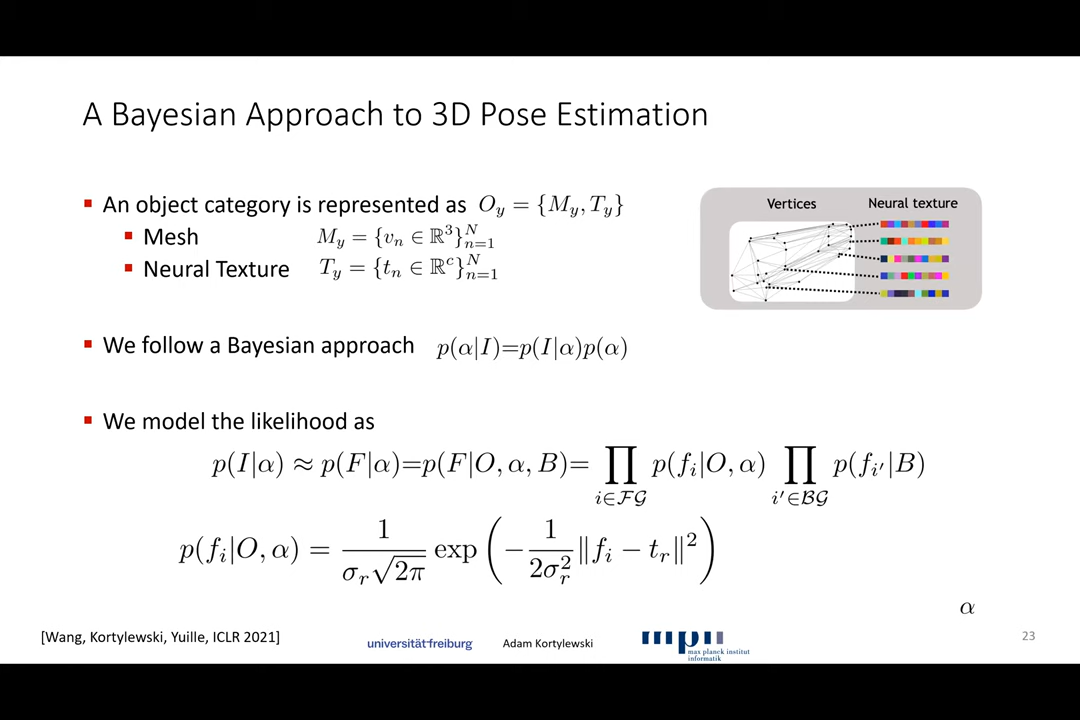 A Bayesian Approach to 3D Pose Estimation
▪ An object category is represented as O_y = {M_y, T_y}
▪ Mesh M_y = {v_n ∈ ℝ³}_{n=1}^N
▪ Neural Texture T_y = {t_n ∈ ℝ^c}_{n=1}^N
Vertices Neural texture
▪ We follow a Bayesian approach p(α|I)=p(I|α)p(α)
▪ We model the likelihood as
p(I|α) ≈ p(F|α)=p(F|O, α, B)= ∏_{i∈ℱ𝒢} p(f_i|O, α) ∏_{i′∈ℬ𝒢} p(f_{i′}|B)
p(f_i|O, α) = \frac{1}{σ_r√{2π}} exp(−\frac{1}{2σ_r^2}‖f_i − t_r‖²)
α
[Wang, Kortylewski, Yuille, ICLR 2021]
universität freiburg
Adam Kortylewski
max planck institut
informatik
23